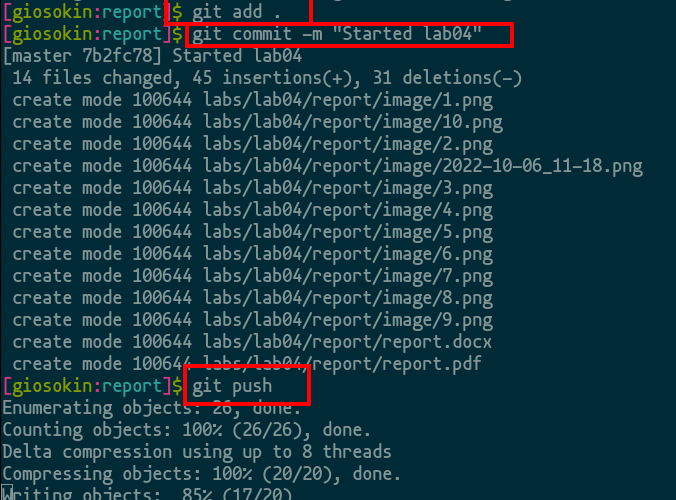 [giosokin:report]$ git add .
[giosokin:report]$ git commit -m "Started lab04"
[master 7b2fc78] Started lab04
 14 files changed, 45 insertions(+), 31 deletions(-)
 create mode 100644 labs/lab04/report/image/1.png
 create mode 100644 labs/lab04/report/image/10.png
 create mode 100644 labs/lab04/report/image/2.png
 create mode 100644 labs/lab04/report/image/2022-10-06_11-18.png
 create mode 100644 labs/lab04/report/image/3.png
 create mode 100644 labs/lab04/report/image/4.png
 create mode 100644 labs/lab04/report/image/5.png
 create mode 100644 labs/lab04/report/image/6.png
 create mode 100644 labs/lab04/report/image/7.png
 create mode 100644 labs/lab04/report/image/8.png
 create mode 100644 labs/lab04/report/image/9.png
 create mode 100644 labs/lab04/report/report.docx
 create mode 100644 labs/lab04/report/report.pdf
[giosokin:report]$ git push
Enumerating objects: 26, done.
Counting objects: 100% (26/26), done.
Delta compression using up to 8 threads
Compressing objects: 100% (20/20), done.
Writing objects:  85% (17/20)